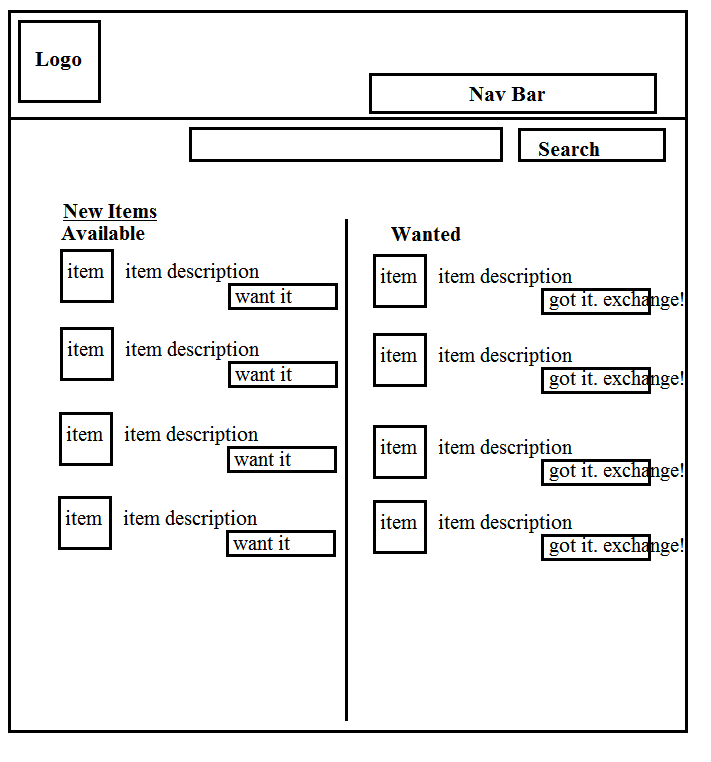 Logo
Nav Bar
Search
New Items
Available
item
item description
want it
item
item description
want it
item
item description
want it
item
item description
want it
Wanted
item
item description
got it. exchange!
item
item description
got it. exchange!
item
item description
got it. exchange!
item
item description
got it. exchange!